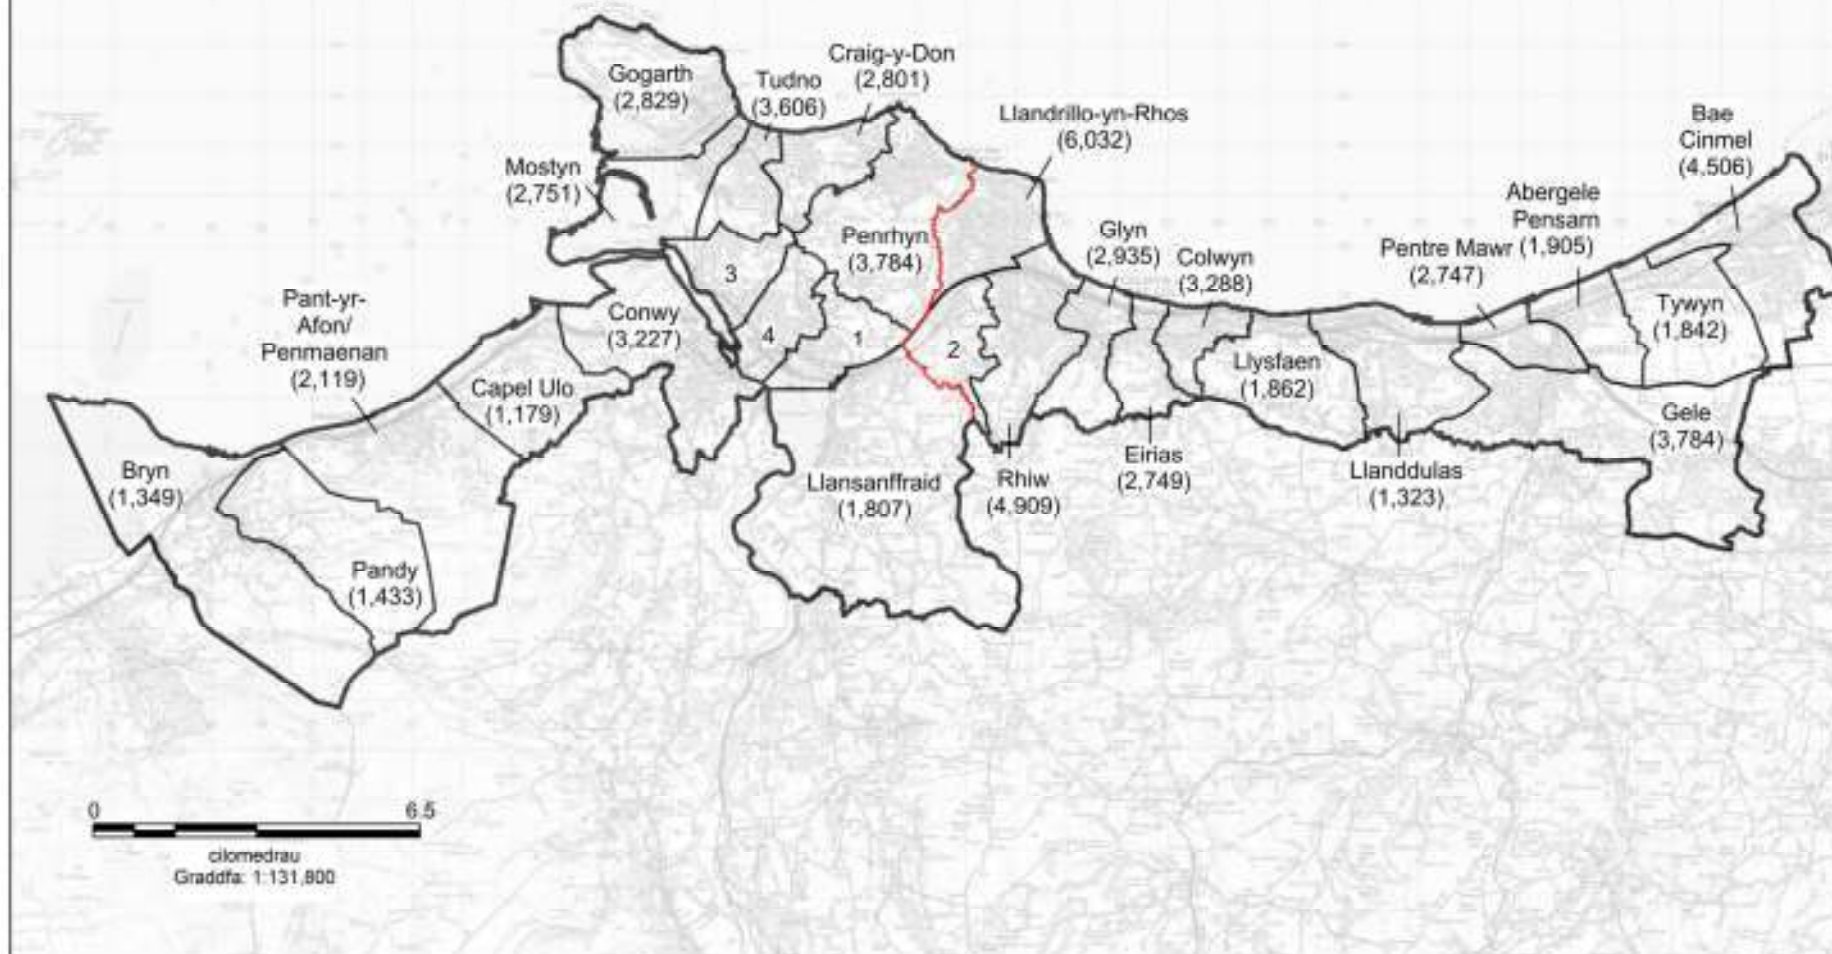 Gogarth
(2,829)
Tudno
(3,606)
Craig-y-Don
(2,801)
Llandrillo-yn-Rhos
(6,032)
Bae
Cinmel
(4,506)
Mostyn
(2,751)
Penrhyn
(3,784)
Glyn
(2,935)
Colwyn
(3,288)
Pentre Mawr
(2,747)
Abergele
Pensarn
(1,905)
Tywyn
(1,842)
Pant-yr-
Afon/
Penmaenan
(2,119)
Conwy
(3,227)
3
4
1
2
Capel Ulo
(1,179)
Llysfaen
(1,862)
Gele
(3,784)
Bryn
(1,349)
Llansanffraid
(1,807)
Rhiw
(4,909)
Eirias
(2,749)
Llanddulas
(1,323)
Pandy
(1,433)
0 6.5
cilomedrau
Graddfa: 1:131,800